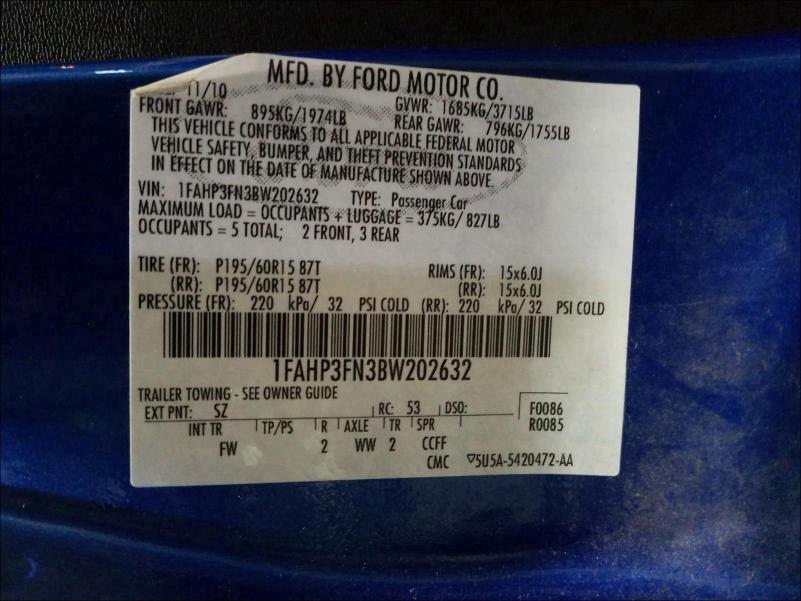 MFD. BY FORD MOTOR CO.
11/10
FRONT GAWR: 895KG/1974LB GVWR: 1685KG/3715LB
REAR GAWR: 796KG/1755LB
THIS VEHICLE CONFORMS TO ALL APPLICABLE FEDERAL MOTOR
VEHICLE SAFETY, BUMPER, AND THEFT PREVENTION STANDARDS
IN EFFECT ON THE DATE OF MANUFACTURE SHOWN ABOVE.
VIN: 1FAHP3FN3BW202632 TYPE: Passenger Car
MAXIMUM LOAD = OCCUPANTS + LUGGAGE = 375KG/ 827LB
OCCUPANTS = 5 TOTAL; 2 FRONT, 3 REAR
TIRE (FR): P195/60R15 87T RIMS (FR): 15x6.0J
(RR): P195/60R15 87T (RR): 15x6.0J
PRESSURE (FR): 220 kPa/ 32 PSI COLD (RR): 220 kPa/ 32 PSI COLD
1FAHP3FN3BW202632
TRAILER TOWING - SEE OWNER GUIDE
EXT PNT: SZ RC: 53 DSO: F0086
INT TR TP/PS R AXLE TR SPR R0085
FW 2 WW 2 CCFF
CMC ▽5U5A-5420472-AA